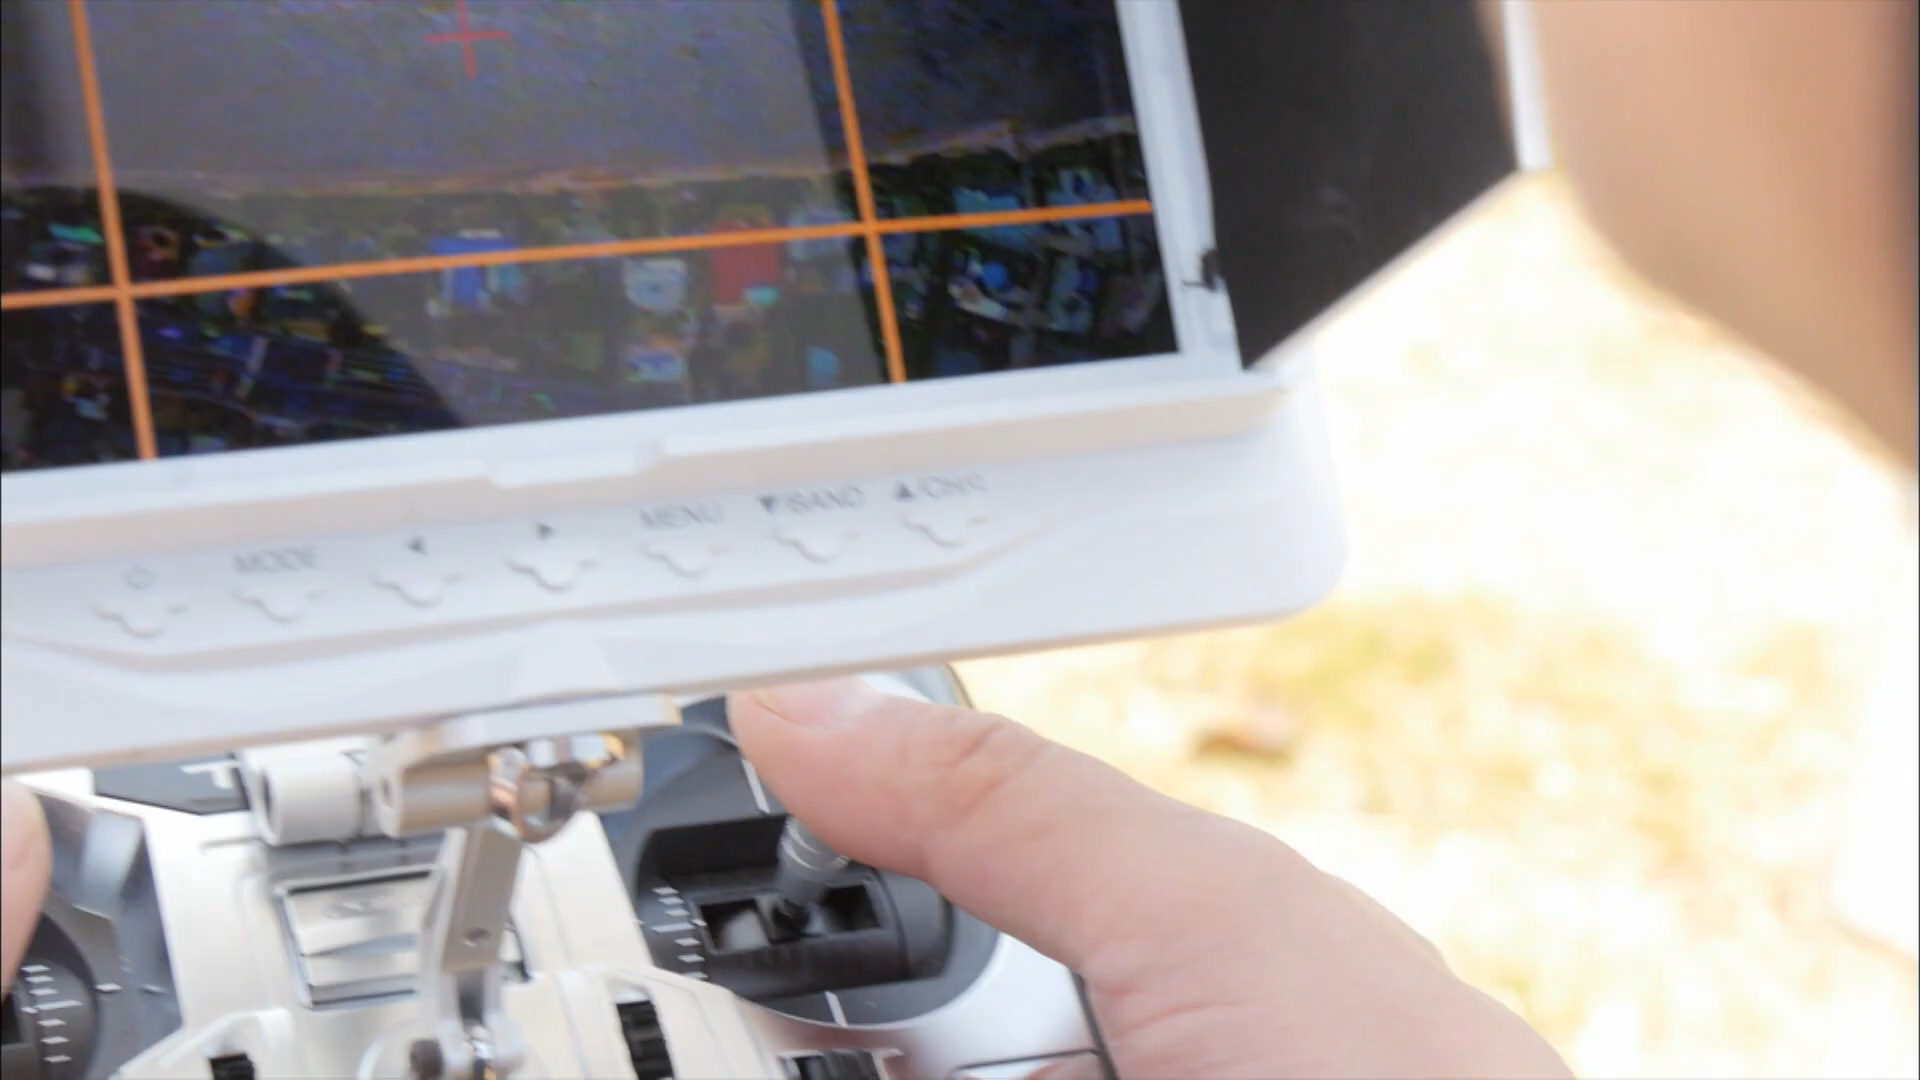 MODE ◀ ▶ MENU ▼/BAND ▲/CH/R